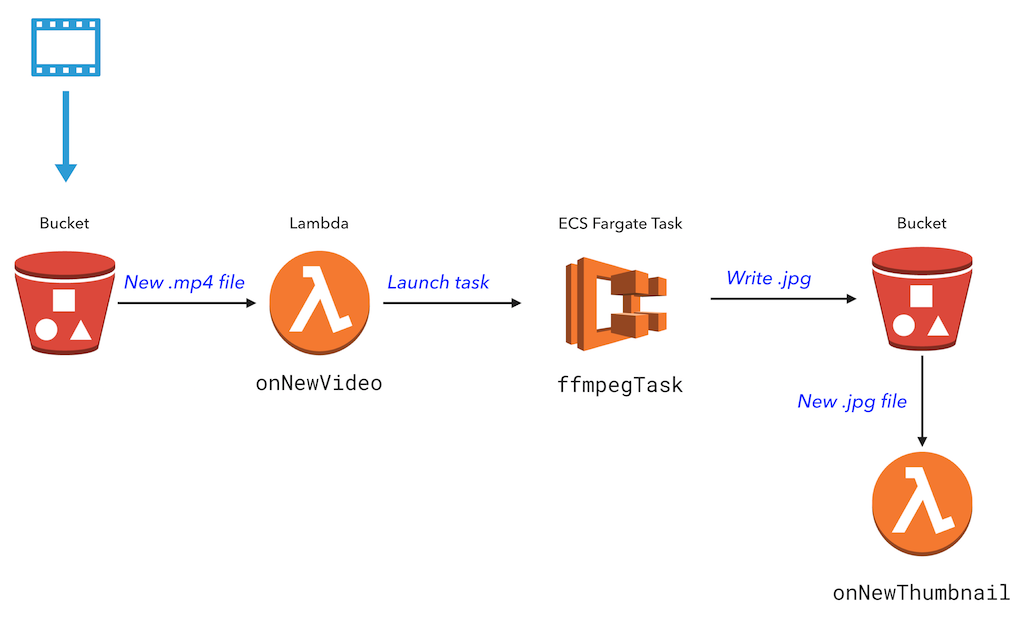 Bucket
Lambda
ECS Fargate Task
Bucket
New .mp4 file
Launch task
Write .jpg
onNewVideo
ffmpegTask
New .jpg file
onNewThumbnail